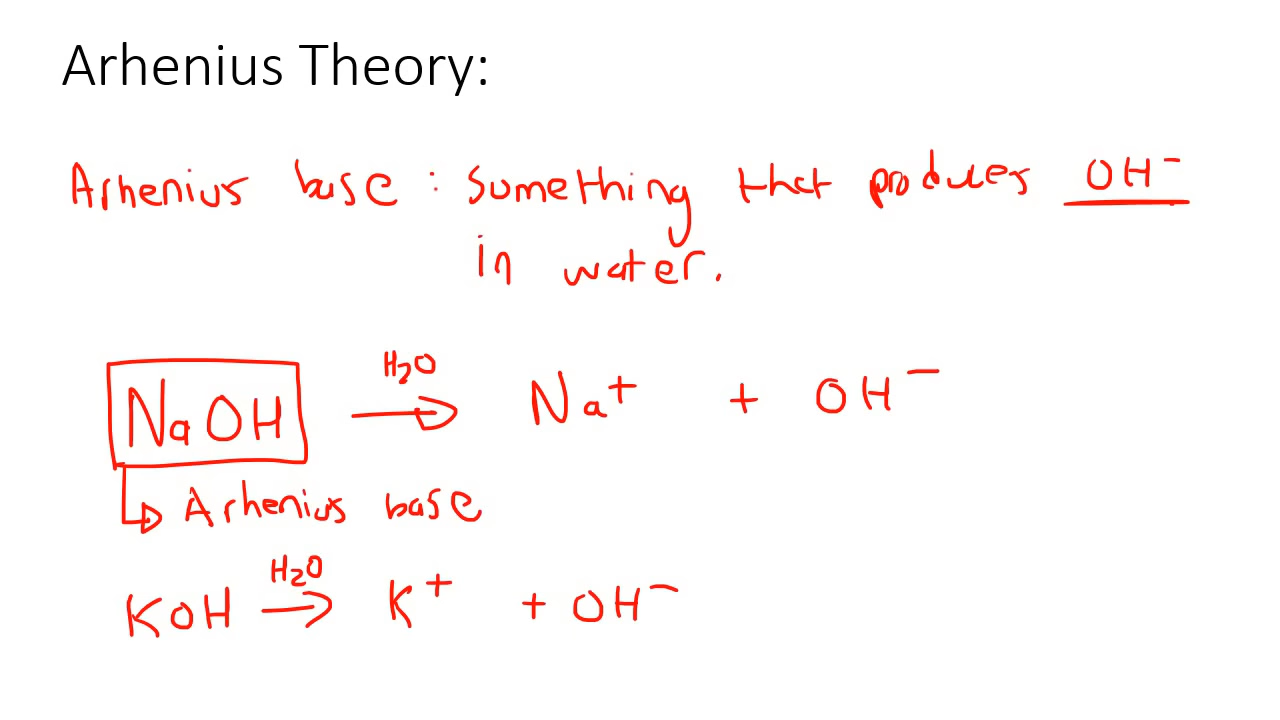 Arhenius Theory:
Arhenius base : Something that produces OH⁻
in water.
NaOH H₂O → Na⁺ + OH⁻
↳ Arhenius base
KOH H₂O → K⁺ + OH⁻